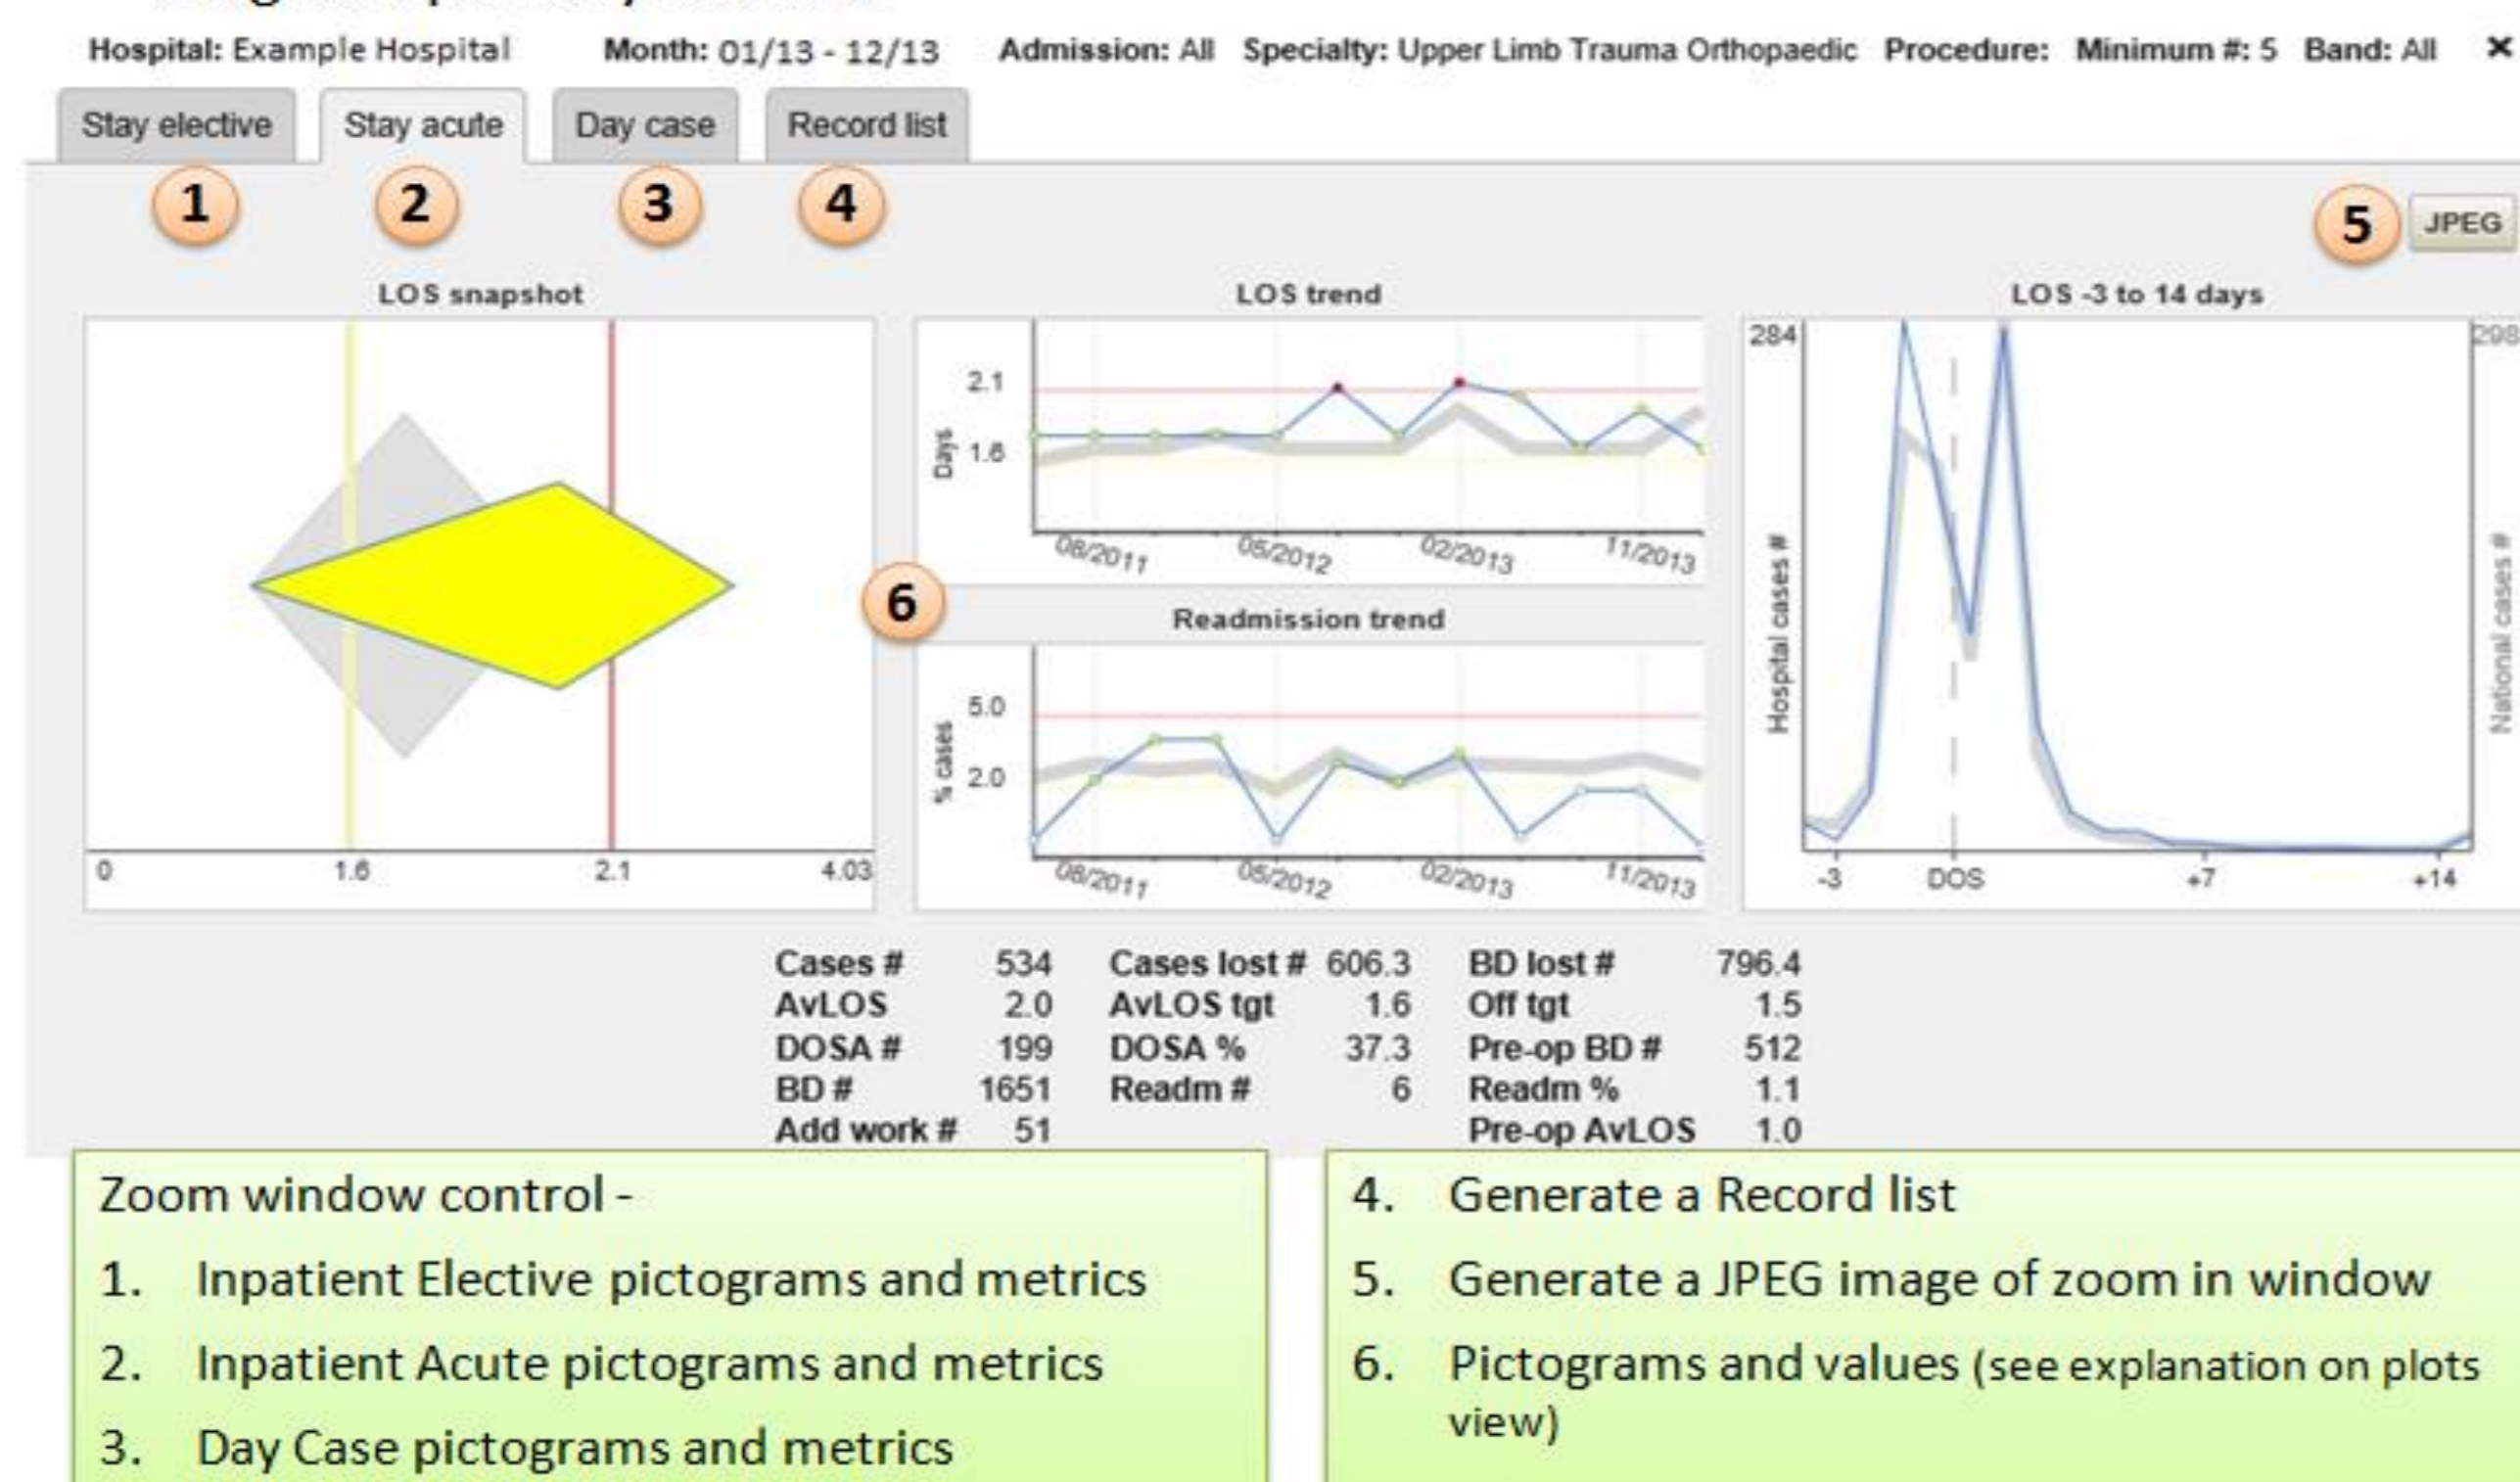 Hospital: Example Hospital Month: 01/13 - 12/13 Admission: All Specialty: Upper Limb Trauma Orthopaedic Procedure: Minimum #: 5 Band: All ×
Stay elective Stay acute Day case Record list
1 2 3 4 5 JPEG
LOS snapshot
0 1.6 2.1 4.03
LOS trend
Days
2.1
1.6
08/2011 05/2012 02/2013 11/2013
6
Readmission trend
% cases
5.0
2.0
08/2011 05/2012 02/2013 11/2013
LOS -3 to 14 days
284 298
Hospital cases #
National cases #
-3 DOS +7 +14
Cases # 534 Cases lost # 606.3 BD lost # 796.4
AvLOS 2.0 AvLOS tgt 1.6 Off tgt 1.5
DOSA # 199 DOSA % 37.3 Pre-op BD # 512
BD # 1651 Readm # 6 Readm % 1.1
Add work # 51 Pre-op AvLOS 1.0
Zoom window control -
1. Inpatient Elective pictograms and metrics
2. Inpatient Acute pictograms and metrics
3. Day Case pictograms and metrics
4. Generate a Record list
5. Generate a JPEG image of zoom in window
6. Pictograms and values (see explanation on plots
view)